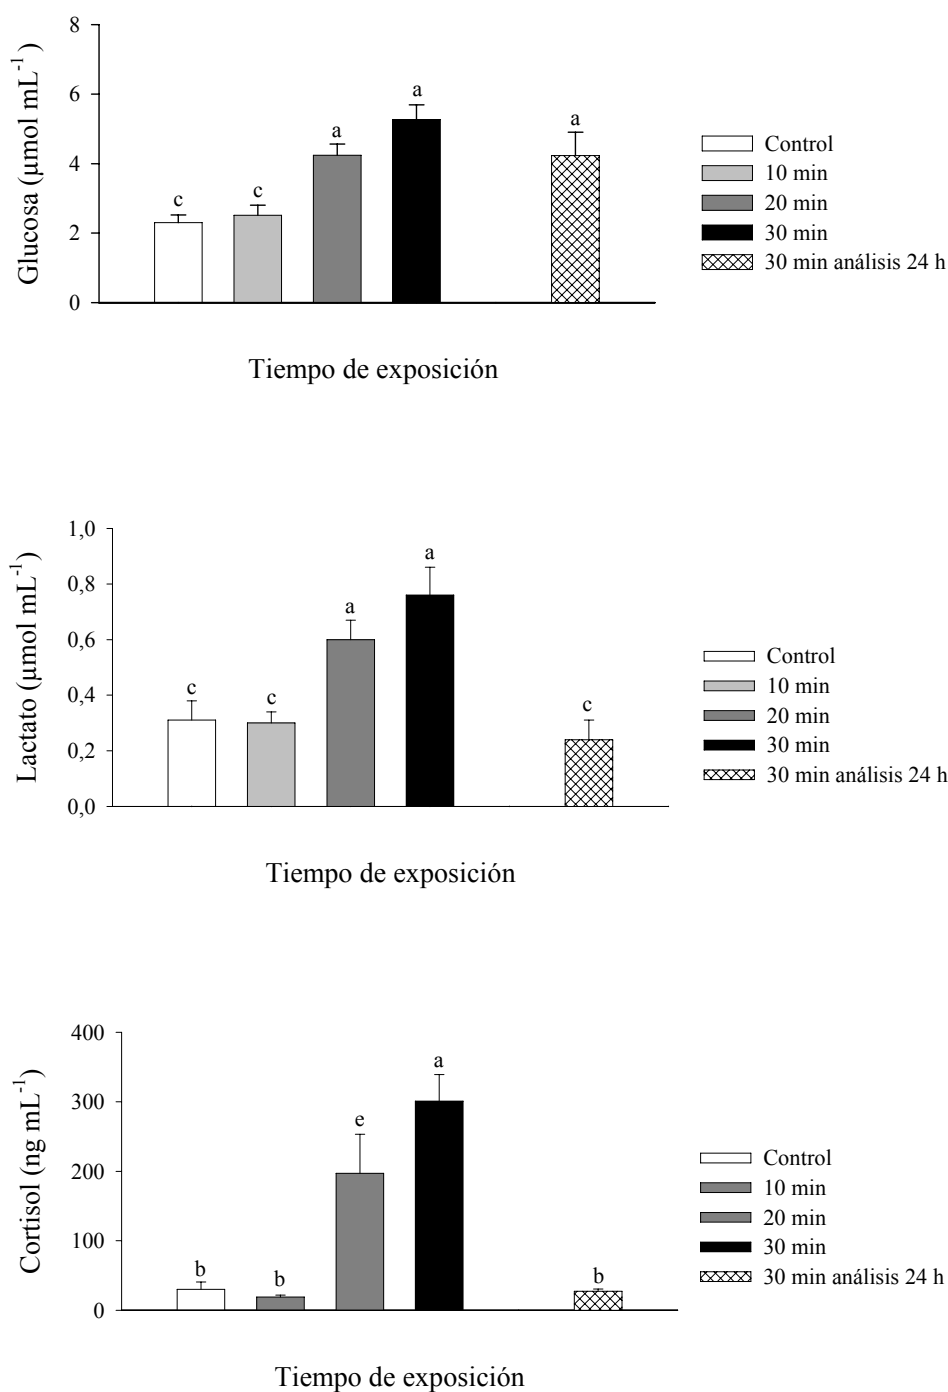 Glucosa (µmol mL-1)
8
6
4
2
0
c
c
a
a
a
Control
10 min
20 min
30 min
30 min análisis 24 h
Tiempo de exposición
Lactato (µmol mL-1)
1,0
0,8
0,6
0,4
0,2
0,0
c
c
a
a
c
Control
10 min
20 min
30 min
30 min análisis 24 h
Tiempo de exposición
Cortisol (ng mL-1)
400
300
200
100
0
b
b
e
a
b
Control
10 min
20 min
30 min
30 min análisis 24 h
Tiempo de exposición